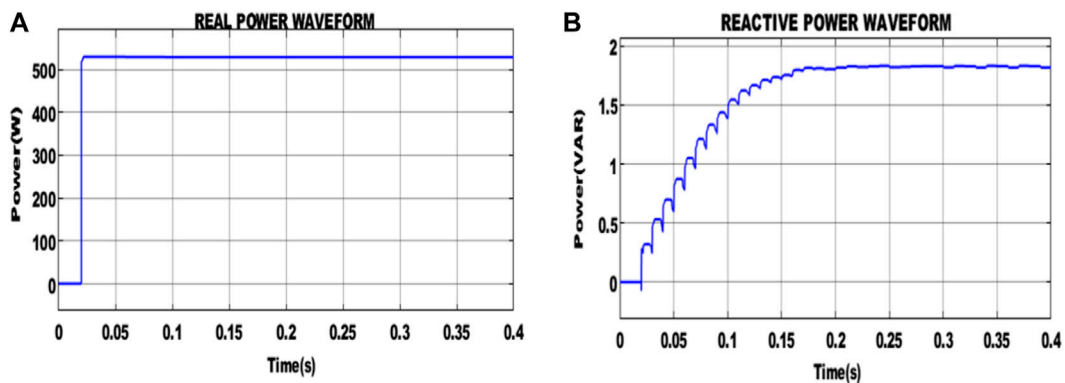 A
REAL POWER WAVEFORM
Power(W)
500
400
300
200
100
0
0 0.05 0.1 0.15 0.2 0.25 0.3 0.35 0.4
Time(s)
B
REACTIVE POWER WAVEFORM
Power(VAR)
2
1.5
1
0.5
0
0 0.05 0.1 0.15 0.2 0.25 0.3 0.35 0.4
Time(s)